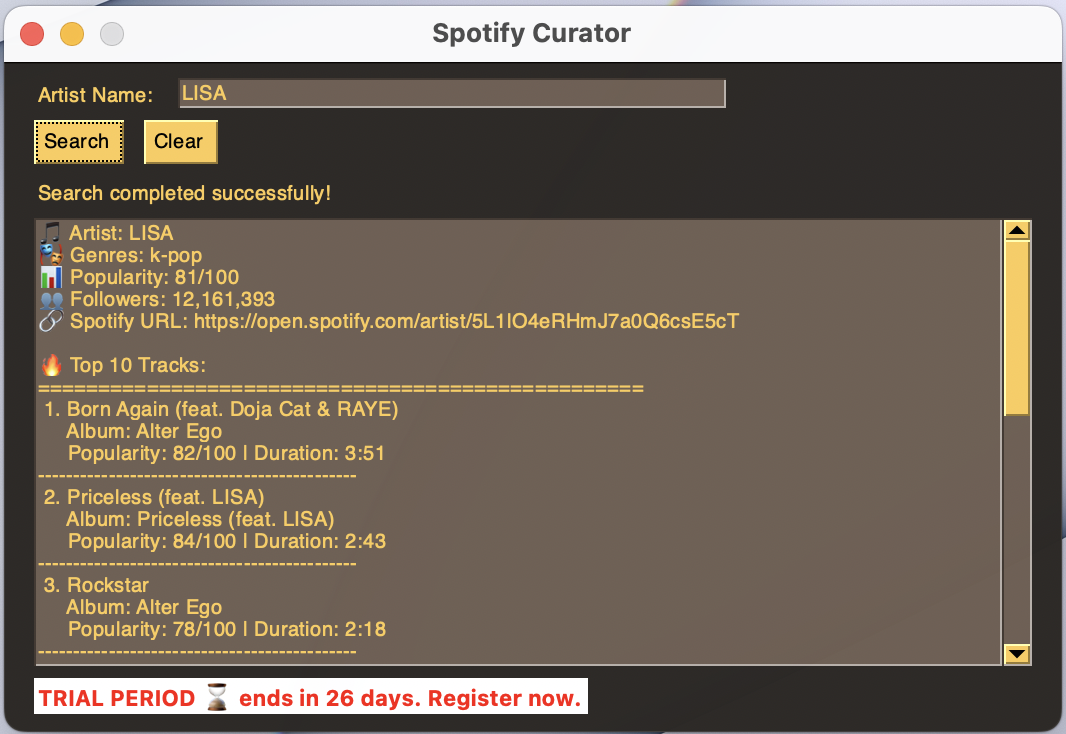 Spotify Curator
Artist Name: LISA
Search Clear
Search completed successfully!
🎵 Artist: LISA
🎭 Genres: k-pop
📊 Popularity: 81/100
👥 Followers: 12,161,393
🔗 Spotify URL: https://open.spotify.com/artist/5L1lO4eRHmJ7a0Q6csE5cT

🔥 Top 10 Tracks:
==================================================
1. Born Again (feat. Doja Cat & RAYE)
Album: Alter Ego
Popularity: 82/100 | Duration: 3:51
----------------------------------------
2. Priceless (feat. LISA)
Album: Priceless (feat. LISA)
Popularity: 84/100 | Duration: 2:43
----------------------------------------
3. Rockstar
Album: Alter Ego
Popularity: 78/100 | Duration: 2:18
----------------------------------------
TRIAL PERIOD ⏳ ends in 26 days. Register now.